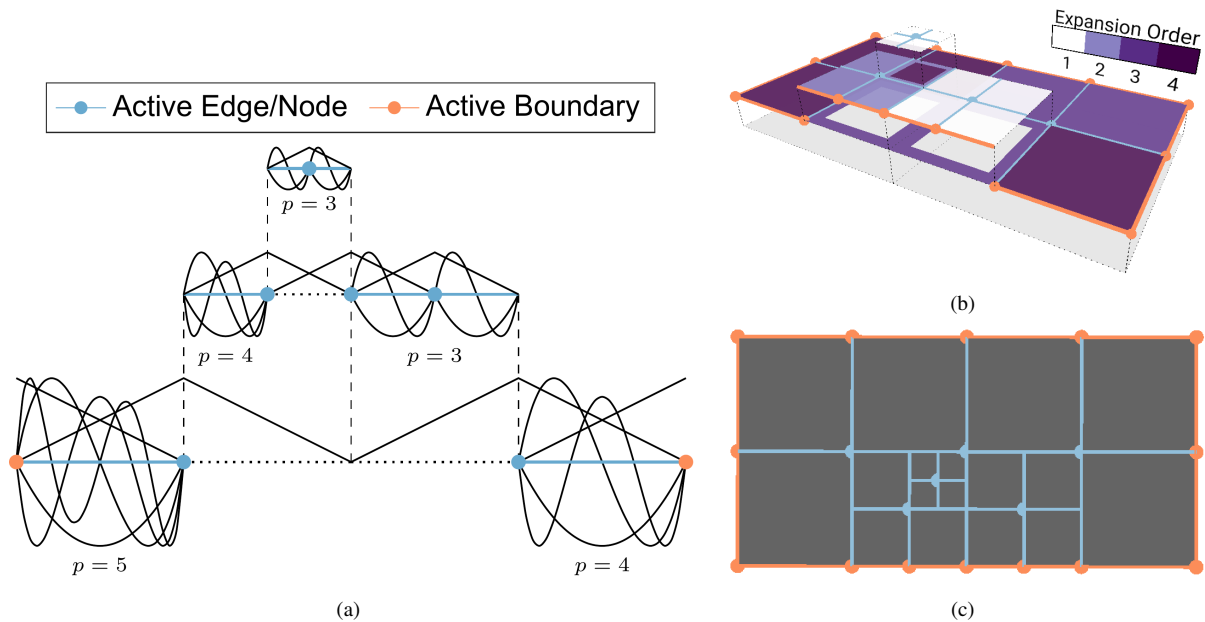 Active Edge/Node Active Boundary
p = 3
p = 4
p = 3
p = 5
p = 4
(a)
Expansion Order
1 2 3 4
(b)
(c)